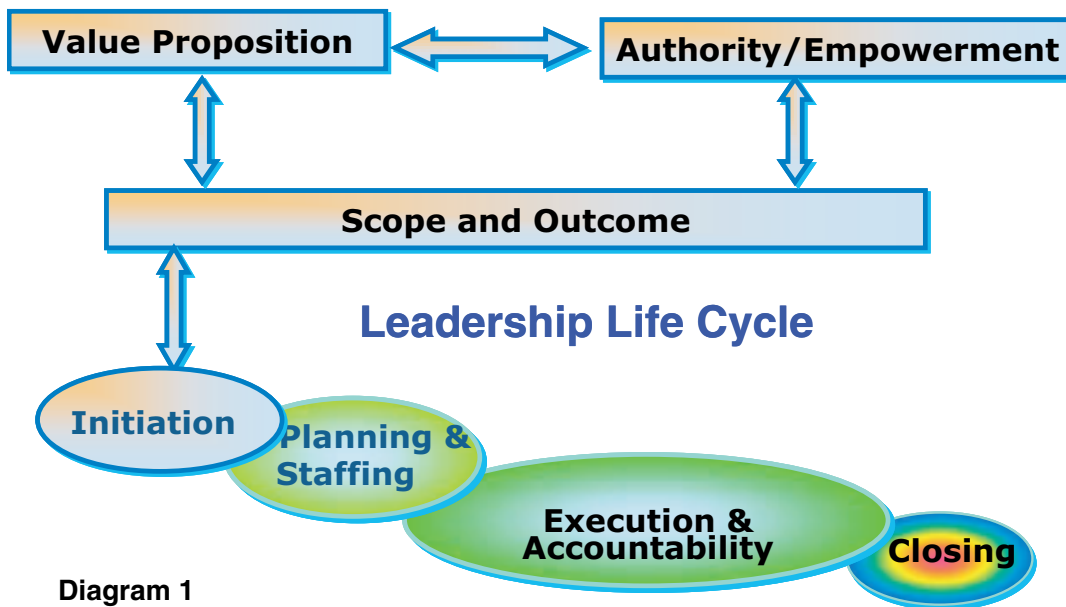 Value Proposition
Authority/Empowerment
Scope and Outcome
Leadership Life Cycle
Initiation
Planning &
Staffing
Execution &
Accountability
Closing
Diagram 1